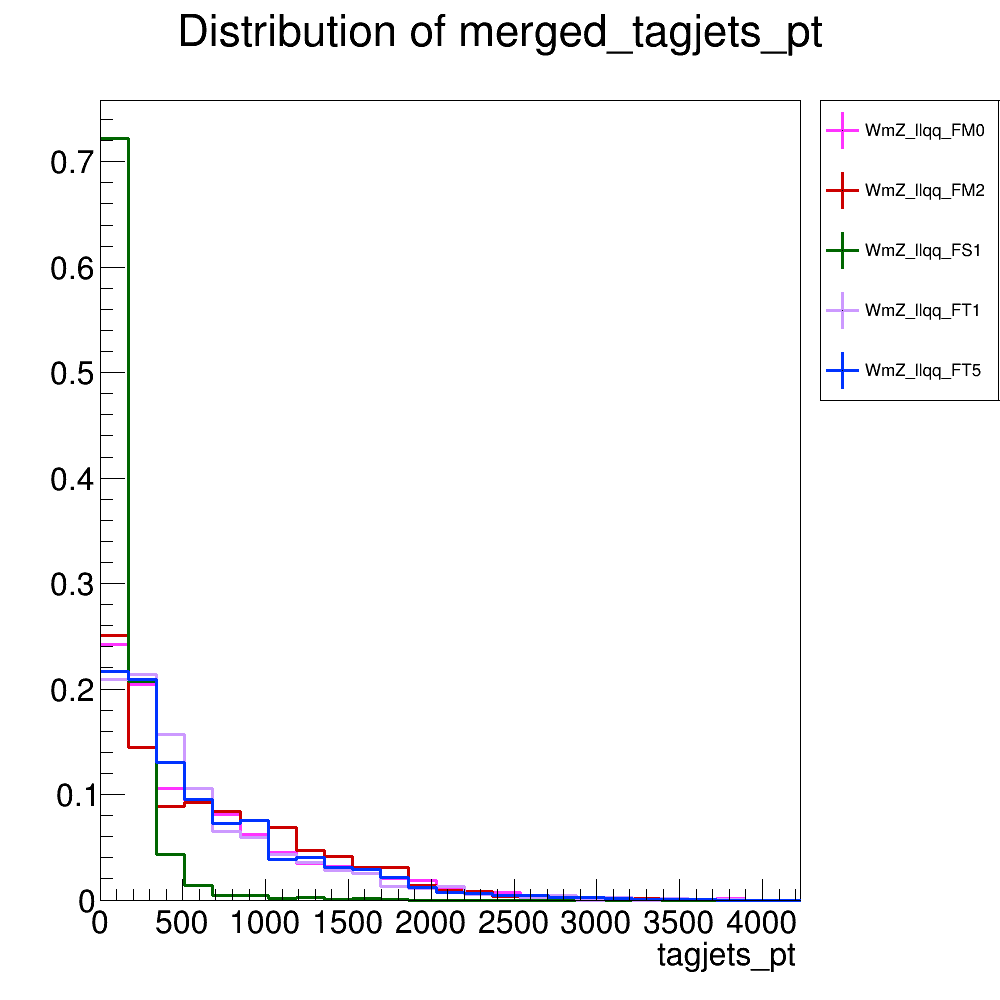 Distribution of merged_tagjets_pt
WmZ_llqq_FM0
WmZ_llqq_FM2
WmZ_llqq_FS1
WmZ_llqq_FT1
WmZ_llqq_FT5
0.7
0.6
0.5
0.4
0.3
0.2
0.1
0
0 500 1000 1500 2000 2500 3000 3500 4000
tagjets_pt